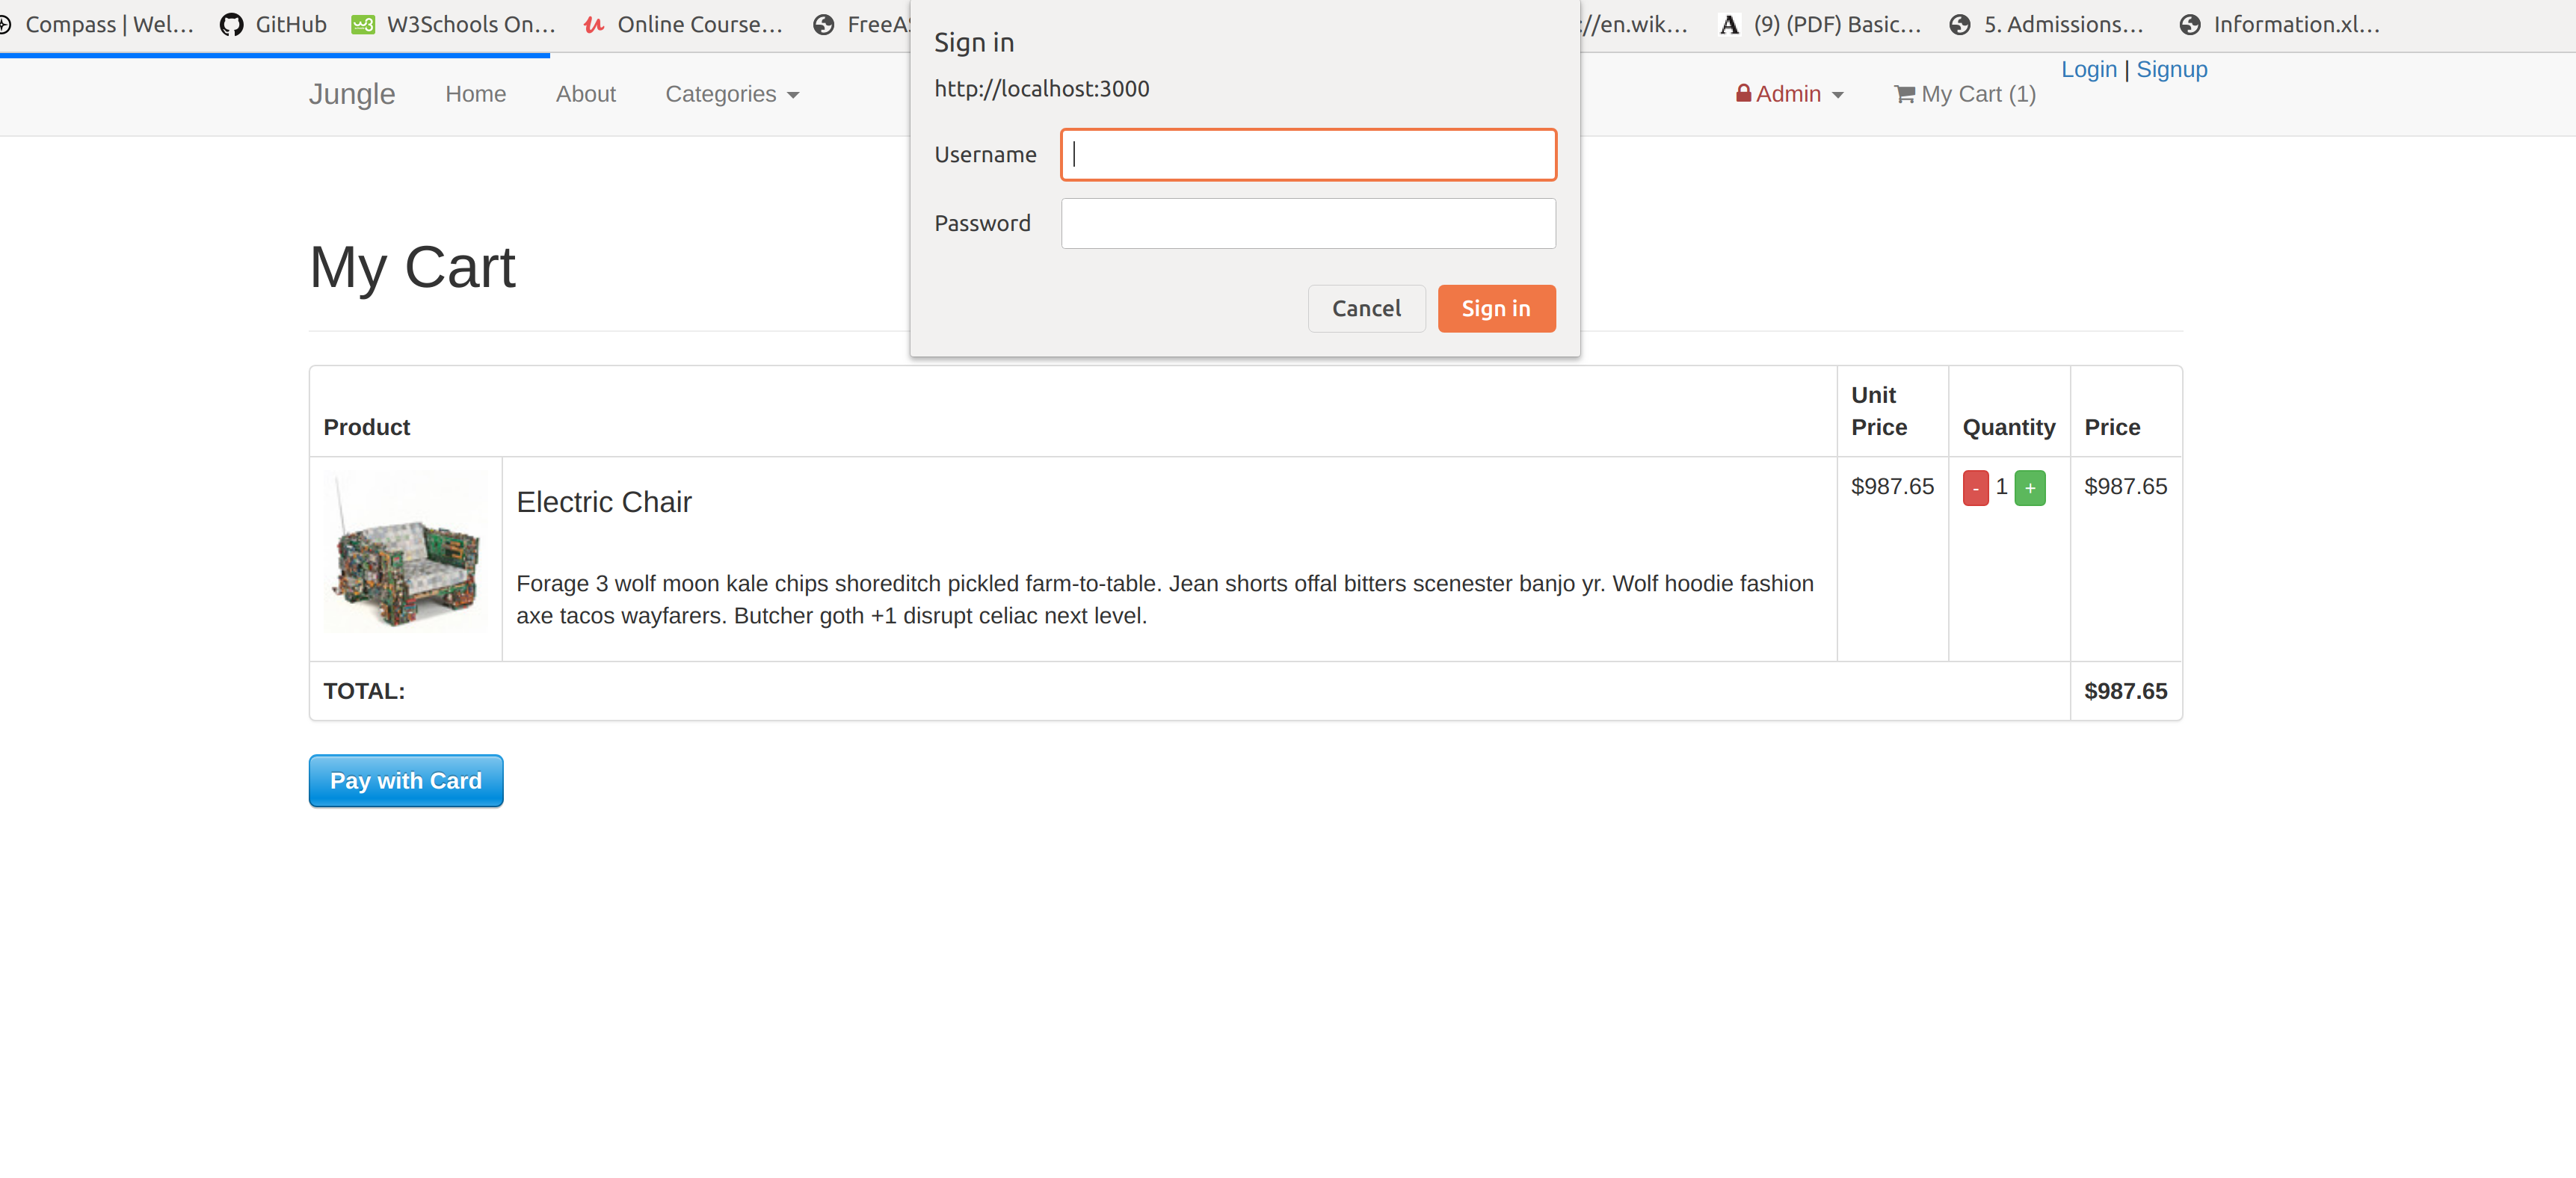 Compass | Wel...
GitHub
W3Schools On...
Online Course...
FreeA
://en.wik...
(9) (PDF) Basic...
5. Admissions...
Information.xl...
Sign in
http://localhost:3000
Username
Password
Cancel
Sign in
Jungle
Home
About
Categories
Admin
My Cart (1)
Login | Signup
My Cart
Product
Unit
Price
Quantity
Price
Electric Chair
$987.65
- 1 +
$987.65
Forage 3 wolf moon kale chips shoreditch pickled farm-to-table. Jean shorts offal bitters scenester banjo yr. Wolf hoodie fashion
axe tacos wayfarers. Butcher goth +1 disrupt celiac next level.
TOTAL:
$987.65
Pay with Card